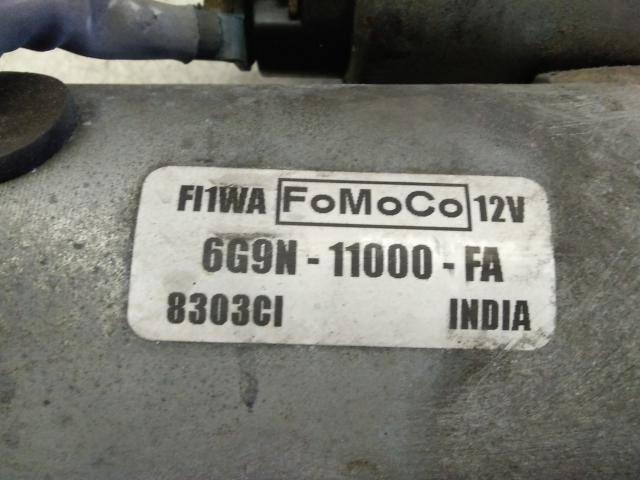 FI1WA FoMoCo 12V
6G9N - 11000 - FA
8303CI INDIA